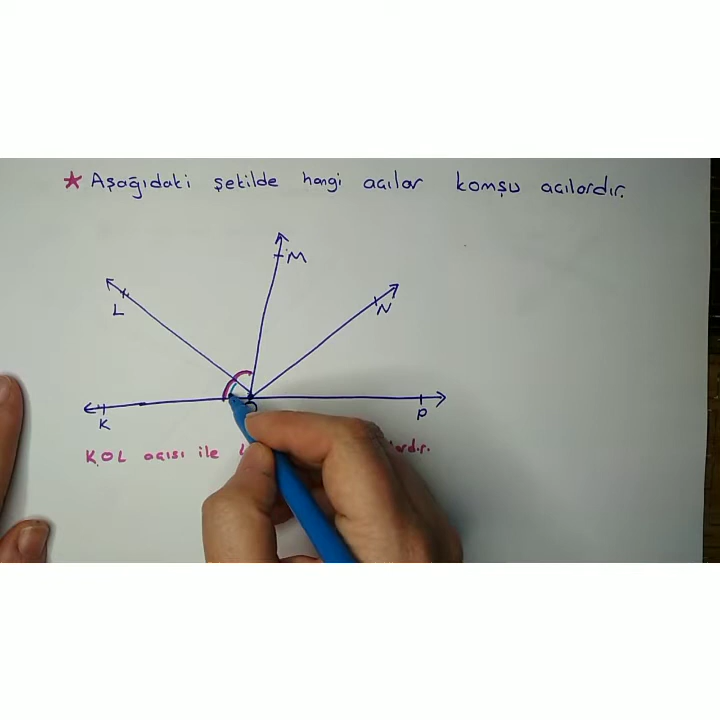 ★ Aşağıdaki şekilde hangi açılar komşu açılardır.
M
L
N
K
P
KOL açısı ile